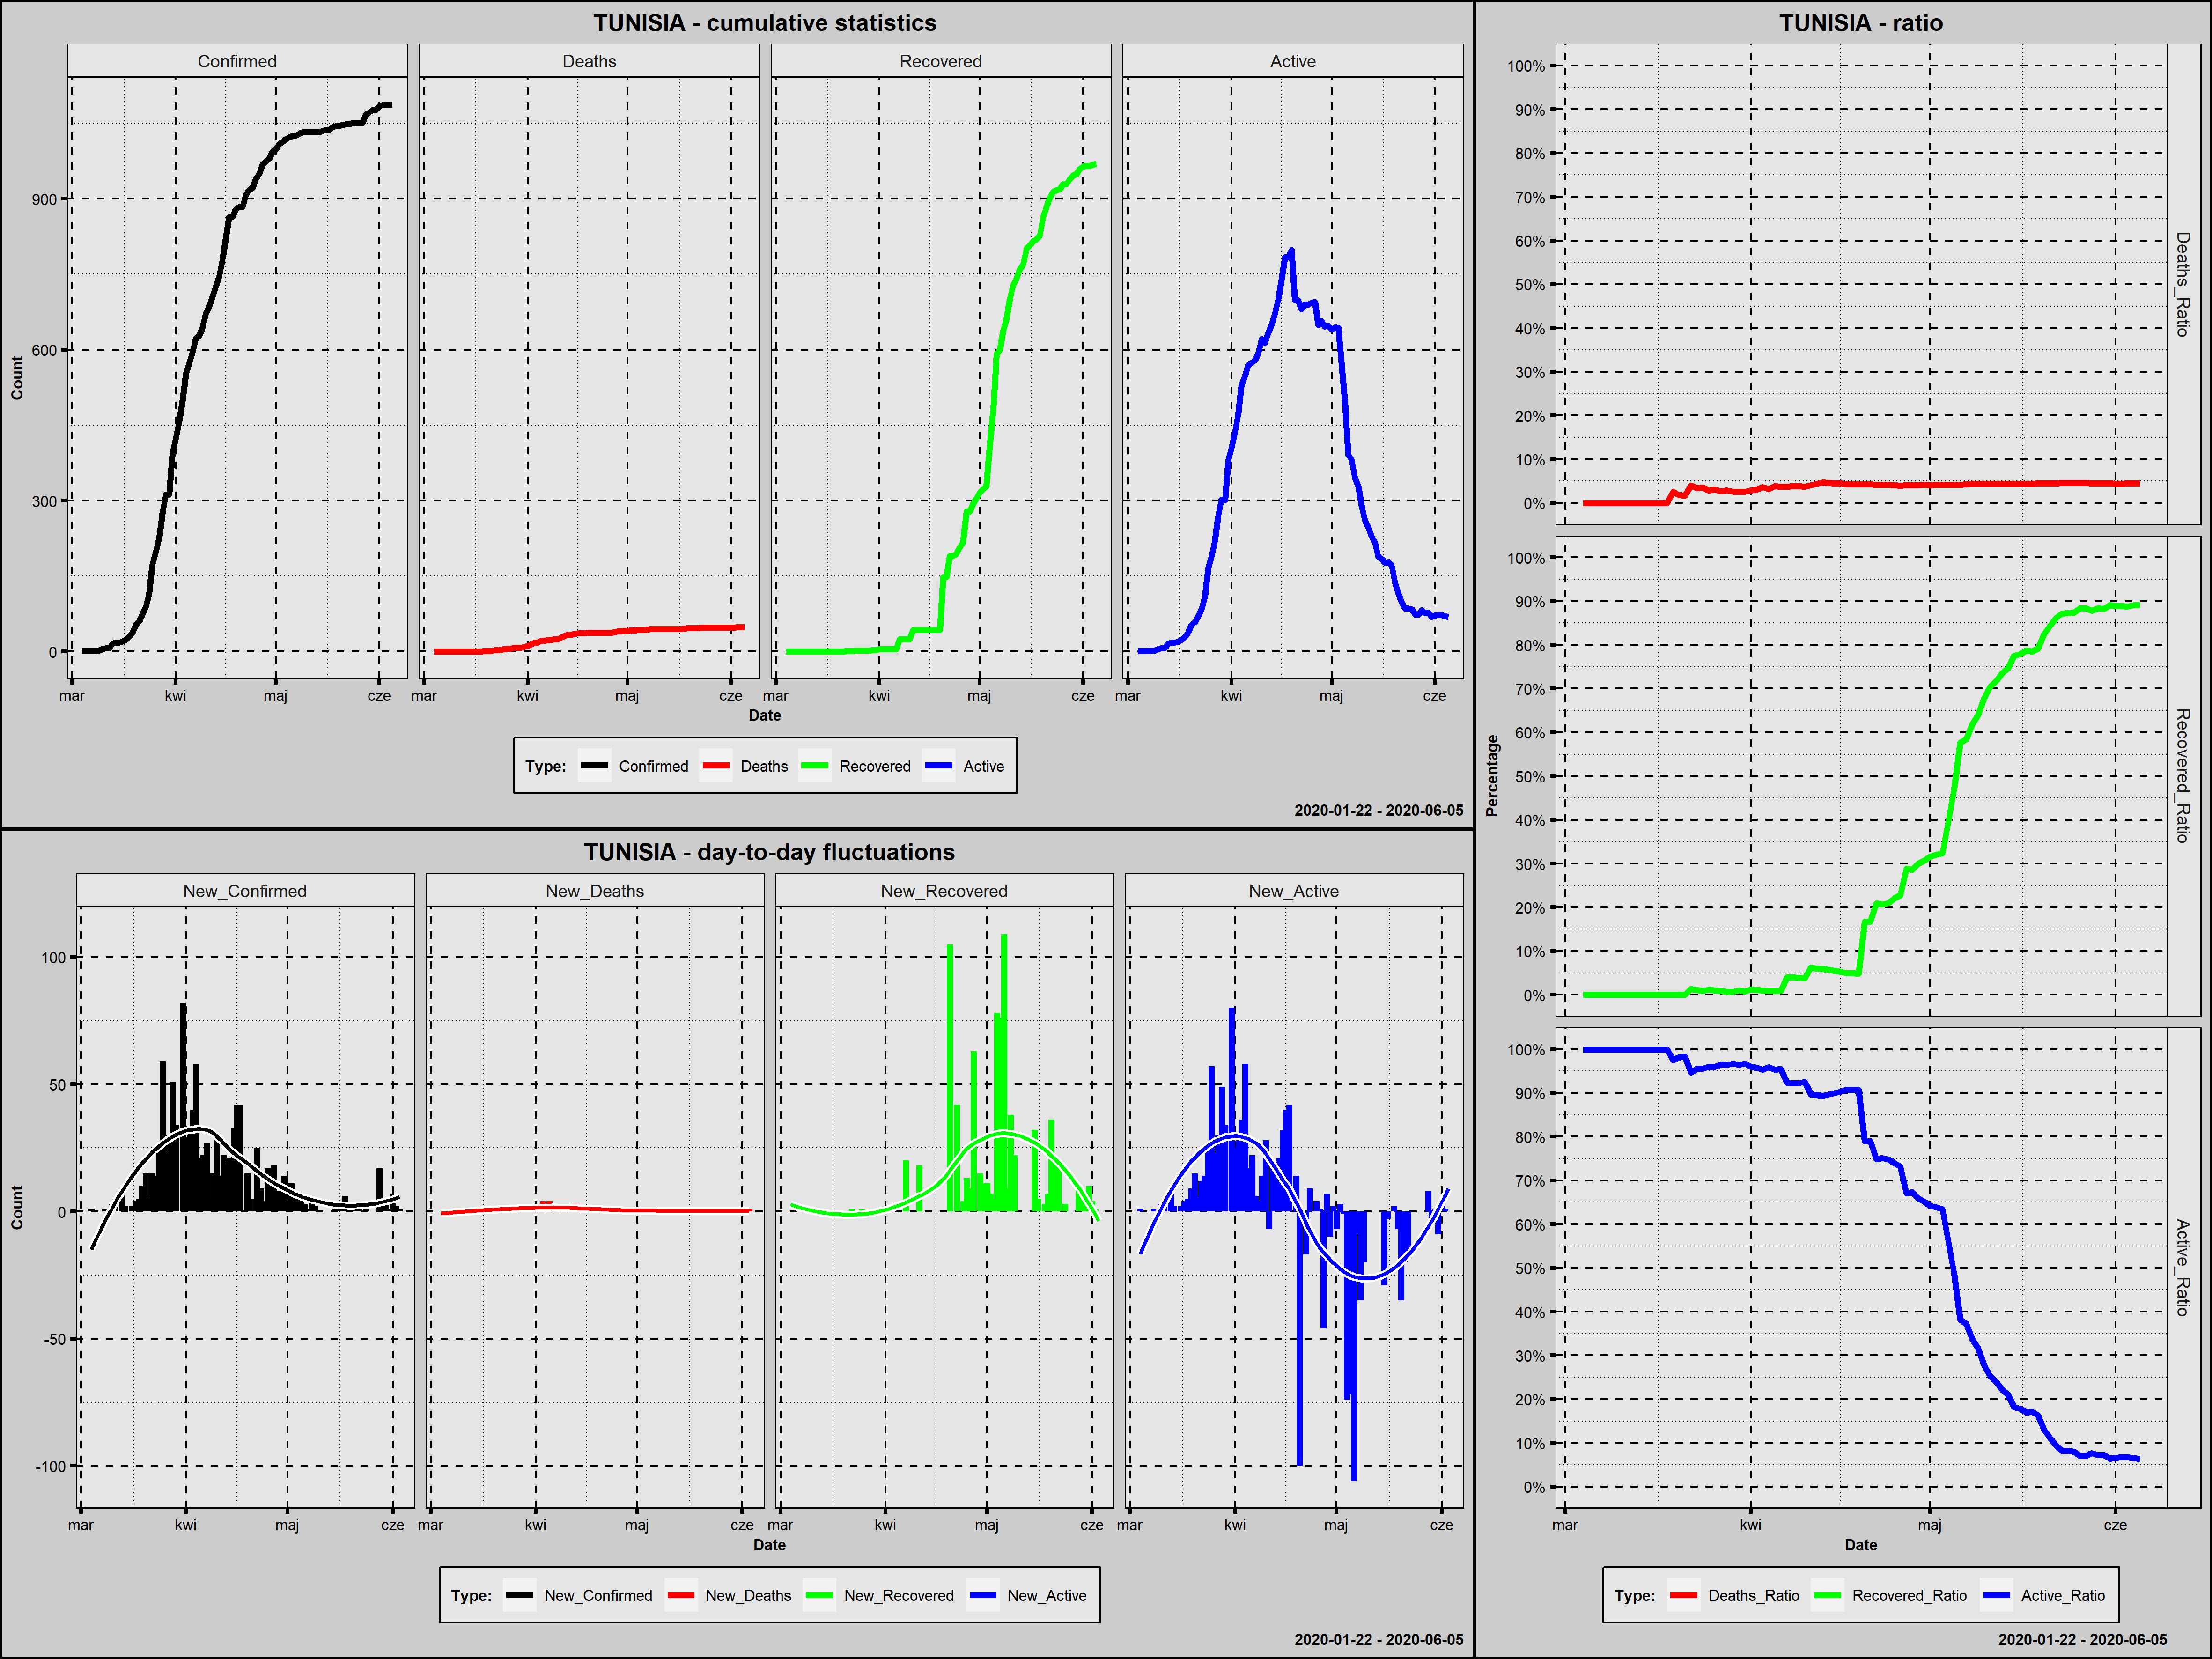 TUNISIA - cumulative statistics
Confirmed Deaths Recovered Active
Count
900
600
300
0
mar kwi maj cze mar kwi maj cze mar kwi maj cze mar kwi maj cze
Date
Type: Confirmed Deaths Recovered Active
2020-01-22 - 2020-06-05
TUNISIA - day-to-day fluctuations
New_Confirmed New_Deaths New_Recovered New_Active
Count
100
50
0
-50
-100
mar kwi maj cze mar kwi maj cze mar kwi maj cze mar kwi maj cze
Date
Type: New_Confirmed New_Deaths New_Recovered New_Active
2020-01-22 - 2020-06-05
TUNISIA - ratio
Percentage
100%
90%
80%
70%
60%
50%
40%
30%
20%
10%
0%
Deaths_Ratio
100%
90%
80%
70%
60%
50%
40%
30%
20%
10%
0%
Recovered_Ratio
100%
90%
80%
70%
60%
50%
40%
30%
20%
10%
0%
Active_Ratio
mar kwi maj cze
Date
Type: Deaths_Ratio Recovered_Ratio Active_Ratio
2020-01-22 - 2020-06-05